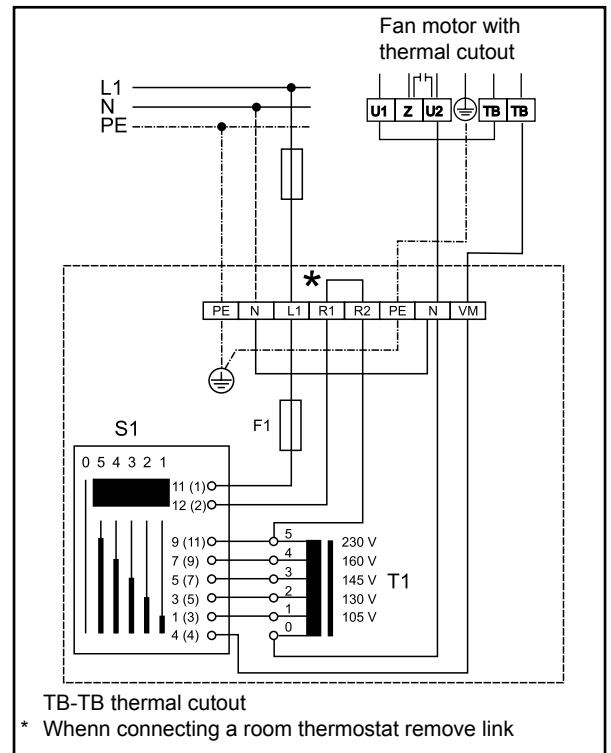 Fan motor with
thermal cutout
L1
N
PE
U1 Z U2 TB TB
*
PE N L1 R1 R2 PE N VM
F1
S1
0 5 4 3 2 1
11 (1)
12 (2)
9 (11) 5 230 V
7 (9) 4 160 V
5 (7) 3 145 V T1
3 (5) 2 130 V
1 (3) 1 105 V
4 (4) 0
TB-TB thermal cutout
* Whenn connecting a room thermostat remove link